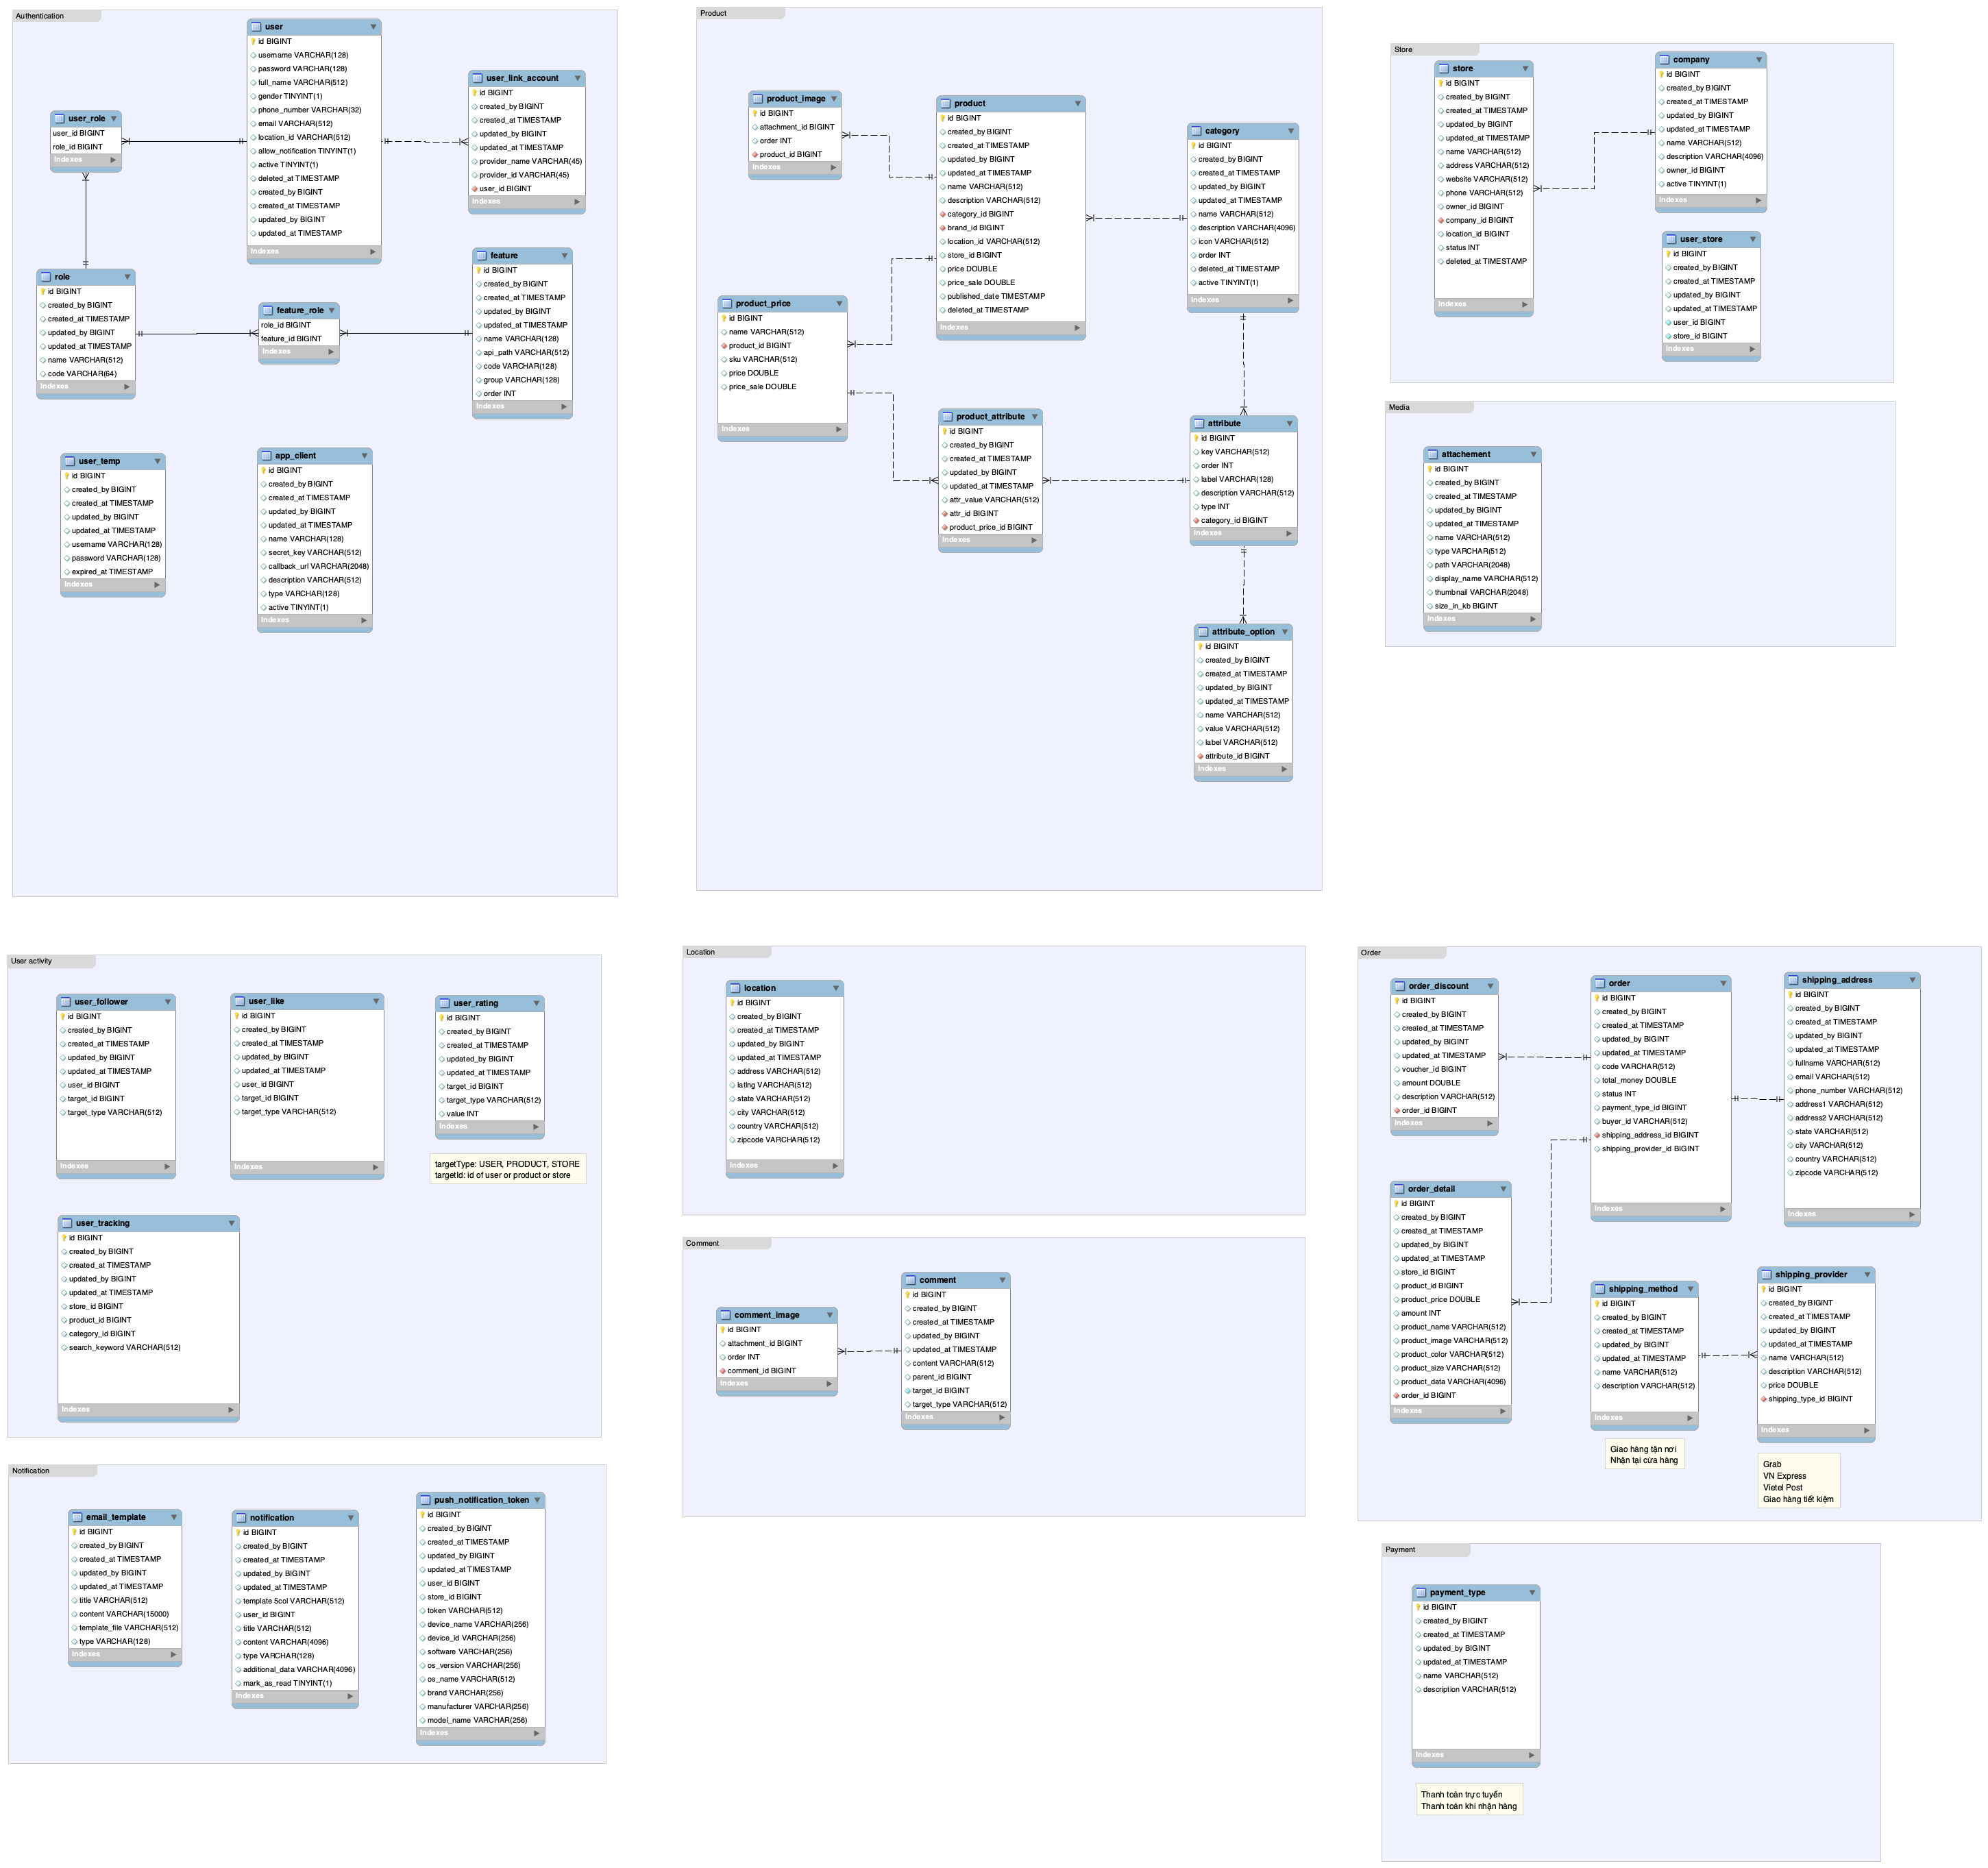 Authentication
user
id BIGINT
username VARCHAR(128)
password VARCHAR(128)
full_name VARCHAR(512)
gender TINYINT(1)
phone_number VARCHAR(32)
email VARCHAR(512)
location_id VARCHAR(512)
allow_notification TINYINT(1)
active TINYINT(1)
deleted_at TIMESTAMP
created_by BIGINT
created_at TIMESTAMP
updated_by BIGINT
updated_at TIMESTAMP
Indexes
user_link_account
id BIGINT
created_by BIGINT
created_at TIMESTAMP
updated_by BIGINT
updated_at TIMESTAMP
provider_name VARCHAR(45)
provider_id VARCHAR(45)
user_id BIGINT
Indexes
user_role
user_id BIGINT
role_id BIGINT
Indexes
role
id BIGINT
created_by BIGINT
created_at TIMESTAMP
updated_by BIGINT
updated_at TIMESTAMP
name VARCHAR(512)
code VARCHAR(64)
Indexes
feature_role
role_id BIGINT
feature_id BIGINT
Indexes
feature
id BIGINT
created_by BIGINT
created_at TIMESTAMP
updated_by BIGINT
updated_at TIMESTAMP
name VARCHAR(128)
api_path VARCHAR(512)
code VARCHAR(128)
group VARCHAR(128)
order INT
Indexes
user_temp
id BIGINT
created_by BIGINT
created_at TIMESTAMP
updated_by BIGINT
updated_at TIMESTAMP
username VARCHAR(128)
password VARCHAR(128)
expired_at TIMESTAMP
Indexes
app_client
id BIGINT
created_by BIGINT
created_at TIMESTAMP
updated_by BIGINT
updated_at TIMESTAMP
name VARCHAR(128)
secret_key VARCHAR(512)
callback_url VARCHAR(2048)
description VARCHAR(512)
type VARCHAR(128)
active TINYINT(1)
Indexes
Product
product_image
id BIGINT
attachment_id BIGINT
order INT
product_id BIGINT
Indexes
product
id BIGINT
created_by BIGINT
created_at TIMESTAMP
updated_by BIGINT
updated_at TIMESTAMP
name VARCHAR(512)
description VARCHAR(512)
category_id BIGINT
brand_id BIGINT
location_id VARCHAR(512)
store_id BIGINT
price DOUBLE
price_sale DOUBLE
published_date TIMESTAMP
deleted_at TIMESTAMP
Indexes
category
id BIGINT
created_by BIGINT
created_at TIMESTAMP
updated_by BIGINT
updated_at TIMESTAMP
name VARCHAR(512)
description VARCHAR(4096)
icon VARCHAR(512)
order INT
deleted_at TIMESTAMP
active TINYINT(1)
Indexes
product_price
id BIGINT
name VARCHAR(512)
product_id BIGINT
sku VARCHAR(512)
price DOUBLE
price_sale DOUBLE
Indexes
product_attribute
id BIGINT
created_by BIGINT
created_at TIMESTAMP
updated_by BIGINT
updated_at TIMESTAMP
attr_value VARCHAR(512)
attr_id BIGINT
product_price_id BIGINT
Indexes
attribute
id BIGINT
key VARCHAR(512)
order INT
label VARCHAR(128)
description VARCHAR(512)
type INT
category_id BIGINT
Indexes
attribute_option
id BIGINT
created_by BIGINT
created_at TIMESTAMP
updated_by BIGINT
updated_at TIMESTAMP
name VARCHAR(512)
value VARCHAR(512)
label VARCHAR(512)
attribute_id BIGINT
Indexes
Store
store
id BIGINT
created_by BIGINT
created_at TIMESTAMP
updated_by BIGINT
updated_at TIMESTAMP
name VARCHAR(512)
address VARCHAR(512)
website VARCHAR(512)
phone VARCHAR(512)
owner_id BIGINT
company_id BIGINT
location_id BIGINT
status INT
deleted_at TIMESTAMP
Indexes
company
id BIGINT
created_by BIGINT
created_at TIMESTAMP
updated_by BIGINT
updated_at TIMESTAMP
name VARCHAR(512)
description VARCHAR(4096)
owner_id BIGINT
active TINYINT(1)
Indexes
user_store
id BIGINT
created_by BIGINT
created_at TIMESTAMP
updated_by BIGINT
updated_at TIMESTAMP
user_id BIGINT
store_id BIGINT
Indexes
Media
attachement
id BIGINT
created_by BIGINT
created_at TIMESTAMP
updated_by BIGINT
updated_at TIMESTAMP
name VARCHAR(512)
type VARCHAR(512)
path VARCHAR(2048)
display_name VARCHAR(512)
thumbnail VARCHAR(2048)
size_in_kb BIGINT
Indexes
User activity
user_follower
id BIGINT
created_by BIGINT
created_at TIMESTAMP
updated_by BIGINT
updated_at TIMESTAMP
user_id BIGINT
target_id BIGINT
target_type VARCHAR(512)
Indexes
user_like
id BIGINT
created_by BIGINT
created_at TIMESTAMP
updated_by BIGINT
updated_at TIMESTAMP
user_id BIGINT
target_id BIGINT
target_type VARCHAR(512)
Indexes
user_rating
id BIGINT
created_by BIGINT
created_at TIMESTAMP
updated_by BIGINT
updated_at TIMESTAMP
target_id BIGINT
target_type VARCHAR(512)
value INT
Indexes
targetType: USER, PRODUCT, STORE
targetId: id of user or product or store
user_tracking
id BIGINT
created_by BIGINT
created_at TIMESTAMP
updated_by BIGINT
updated_at TIMESTAMP
store_id BIGINT
product_id BIGINT
category_id BIGINT
search_keyword VARCHAR(512)
Indexes
Location
location
id BIGINT
created_by BIGINT
created_at TIMESTAMP
updated_by BIGINT
updated_at TIMESTAMP
address VARCHAR(512)
latlng VARCHAR(512)
state VARCHAR(512)
city VARCHAR(512)
country VARCHAR(512)
zipcode VARCHAR(512)
Indexes
Comment
comment_image
id BIGINT
attachment_id BIGINT
order INT
comment_id BIGINT
Indexes
comment
id BIGINT
created_by BIGINT
created_at TIMESTAMP
updated_by BIGINT
updated_at TIMESTAMP
content VARCHAR(512)
parent_id BIGINT
target_id BIGINT
target_type VARCHAR(512)
Indexes
Order
order_discount
id BIGINT
created_by BIGINT
created_at TIMESTAMP
updated_by BIGINT
updated_at TIMESTAMP
voucher_id BIGINT
amount DOUBLE
description VARCHAR(512)
order_id BIGINT
Indexes
order
id BIGINT
created_by BIGINT
created_at TIMESTAMP
updated_by BIGINT
updated_at TIMESTAMP
code VARCHAR(512)
total_money DOUBLE
status INT
payment_type_id BIGINT
buyer_id VARCHAR(512)
shipping_address_id BIGINT
shipping_provider_id BIGINT
Indexes
shipping_address
id BIGINT
created_by BIGINT
created_at TIMESTAMP
updated_by BIGINT
updated_at TIMESTAMP
fullname VARCHAR(512)
email VARCHAR(512)
phone_number VARCHAR(512)
address1 VARCHAR(512)
address2 VARCHAR(512)
state VARCHAR(512)
city VARCHAR(512)
country VARCHAR(512)
zipcode VARCHAR(512)
Indexes
order_detail
id BIGINT
created_by BIGINT
created_at TIMESTAMP
updated_by BIGINT
updated_at TIMESTAMP
store_id BIGINT
product_id BIGINT
product_price DOUBLE
amount INT
product_name VARCHAR(512)
product_image VARCHAR(512)
product_color VARCHAR(512)
product_size VARCHAR(512)
product_data VARCHAR(4096)
order_id BIGINT
Indexes
shipping_method
id BIGINT
created_by BIGINT
created_at TIMESTAMP
updated_by BIGINT
updated_at TIMESTAMP
name VARCHAR(512)
description VARCHAR(512)
Indexes
Giao hàng tận nơi
Nhận tại cửa hàng
shipping_provider
id BIGINT
created_by BIGINT
created_at TIMESTAMP
updated_by BIGINT
updated_at TIMESTAMP
name VARCHAR(512)
description VARCHAR(512)
price DOUBLE
shipping_type_id BIGINT
Indexes
Grab
VN Express
Vietel Post
Giao hàng tiết kiệm
Notification
email_template
id BIGINT
created_by BIGINT
created_at TIMESTAMP
updated_by BIGINT
updated_at TIMESTAMP
title VARCHAR(512)
content VARCHAR(15000)
template_file VARCHAR(512)
type VARCHAR(128)
Indexes
notification
id BIGINT
created_by BIGINT
created_at TIMESTAMP
updated_by BIGINT
updated_at TIMESTAMP
template 5col VARCHAR(512)
user_id BIGINT
title VARCHAR(512)
content VARCHAR(4096)
type VARCHAR(128)
additional_data VARCHAR(4096)
mark_as_read TINYINT(1)
Indexes
push_notification_token
id BIGINT
created_by BIGINT
created_at TIMESTAMP
updated_by BIGINT
updated_at TIMESTAMP
user_id BIGINT
store_id BIGINT
token VARCHAR(512)
device_name VARCHAR(256)
device_id VARCHAR(256)
software VARCHAR(256)
os_version VARCHAR(256)
os_name VARCHAR(512)
brand VARCHAR(256)
manufacturer VARCHAR(256)
model_name VARCHAR(256)
Indexes
Payment
payment_type
id BIGINT
created_by BIGINT
created_at TIMESTAMP
updated_by BIGINT
updated_at TIMESTAMP
name VARCHAR(512)
description VARCHAR(512)
Indexes
Thanh toán trực tuyến
Thanh toán khi nhận hàng